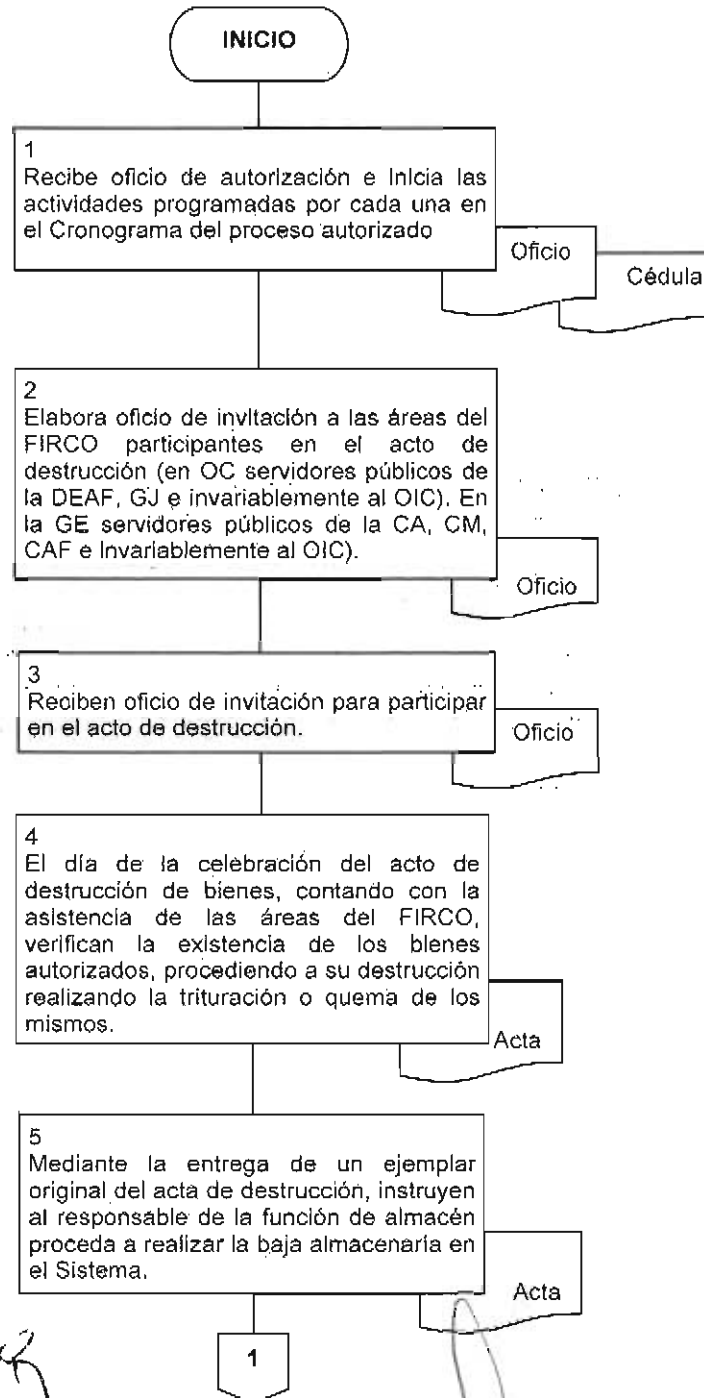 INICIO
1
Recibe oficio de autorización e Inicia las
actividades programadas por cada una en
el Cronograma del proceso autorizado
Oficio
Cédula
2
Elabora oficio de invitación a las áreas del
FIRCO participantes en el acto de
destrucción (en OC servidores públicos de
la DEAF, GJ e invariablemente al OIC). En
la GE servidores públicos de la CA, CM,
CAF e Invariablemente al OIC).
Oficio
3
Reciben oficio de invitación para participar
en el acto de destrucción.
Oficio
4
El día de la celebración del acto de
destrucción de bienes, contando con la
asistencia de las áreas del FIRCO,
verifican la existencia de los bienes
autorizados, procediendo a su destrucción
realizando la trituración o quema de los
mismos.
Acta
5
Mediante la entrega de un ejemplar
original del acta de destrucción, instruyen
al responsable de la función de almacén
proceda a realizar la baja almacenaría en
el Sistema.
Acta
1